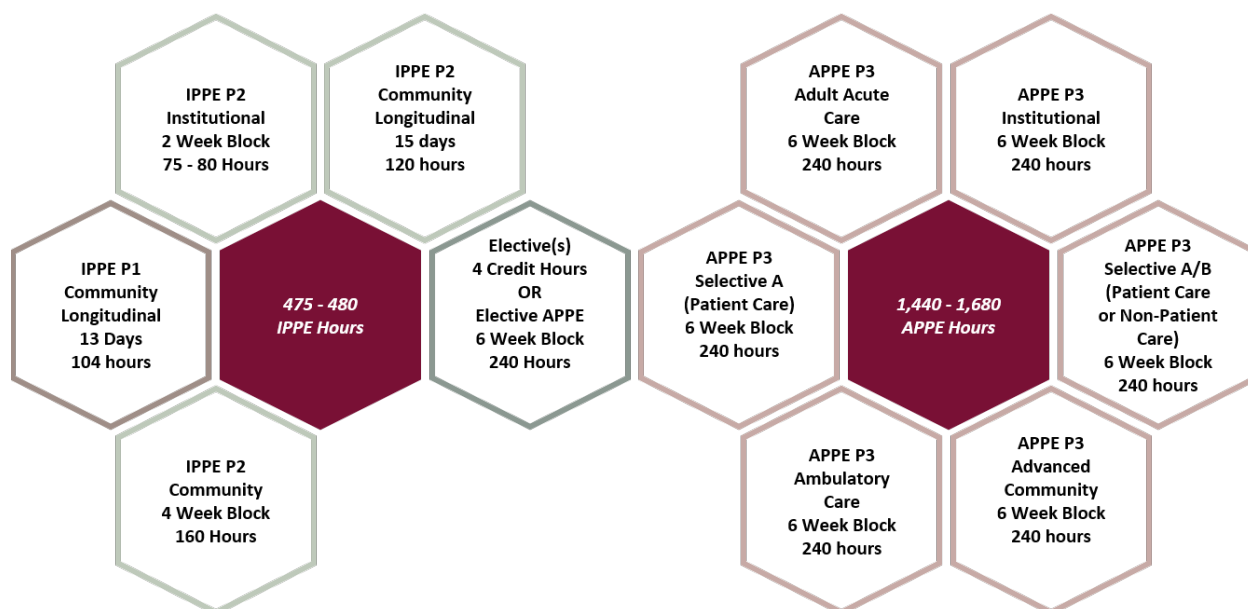 IPPE P2
Institutional
2 Week Block
75 - 80 Hours
IPPE P2
Community
Longitudinal
15 days
120 hours
IPPE P1
Community
Longitudinal
13 Days
104 hours
475 - 480
IPPE Hours
Elective(s)
4 Credit Hours
OR
Elective APPE
6 Week Block
240 Hours
IPPE P2
Community
4 Week Block
160 Hours
APPE P3
Adult Acute
Care
6 Week Block
240 hours
APPE P3
Institutional
6 Week Block
240 hours
APPE P3
Selective A
(Patient Care)
6 Week Block
240 hours
1,440 - 1,680
APPE Hours
APPE P3
Selective A/B
(Patient Care
or Non-Patient
Care)
6 Week Block
240 hours
APPE P3
Ambulatory
Care
6 Week Block
240 hours
APPE P3
Advanced
Community
6 Week Block
240 hours